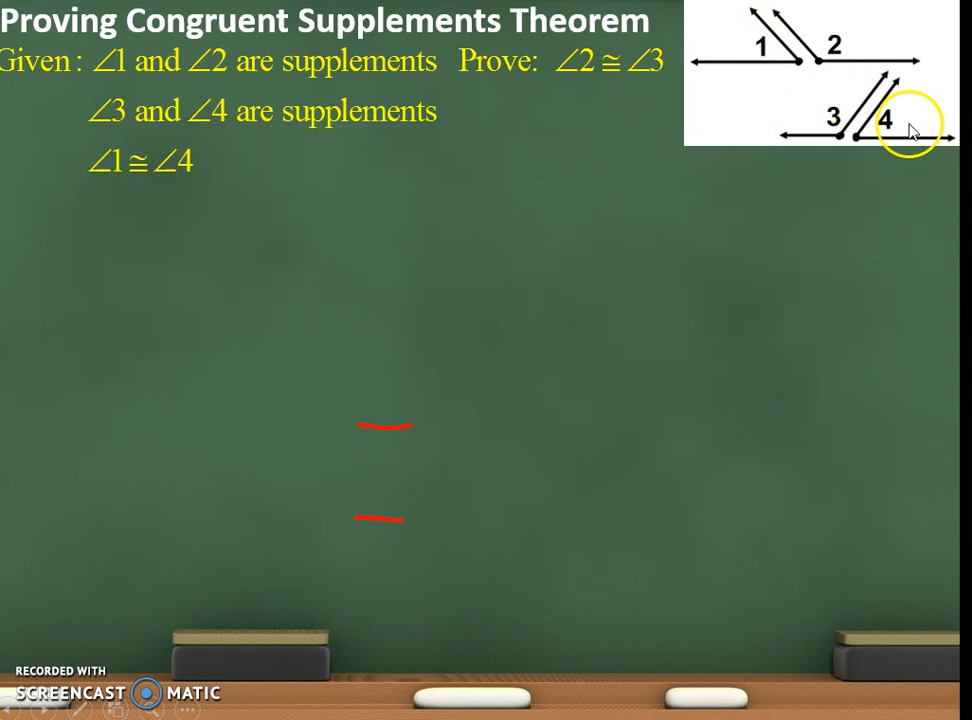 Proving Congruent Supplements Theorem
Given : ∠1 and ∠2 are supplements Prove: ∠2 ≅ ∠3
∠3 and ∠4 are supplements
∠1 ≅ ∠4
1 2
3 4
RECORDED WITH
SCREENCAST MATIC